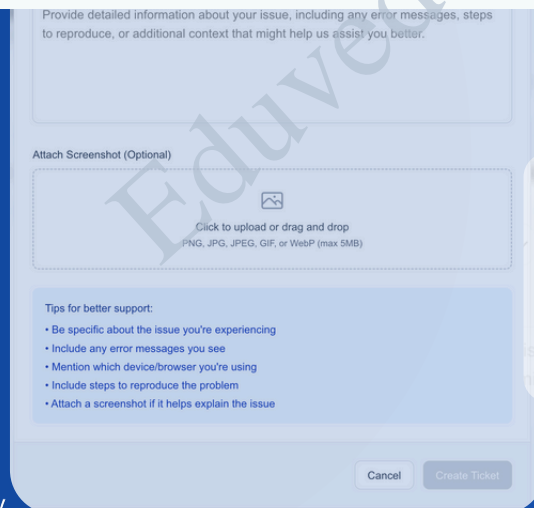 Provide detailed information about your issue, including any error messages, steps
to reproduce, or additional context that might help us assist you better.
Attach Screenshot (Optional)
Click to upload or drag and drop
PNG, JPG, JPEG, GIF, or WebP (max 5MB)
Tips for better support:
• Be specific about the issue you're experiencing
• Include any error messages you see
• Mention which device/browser you're using
• Include steps to reproduce the problem
• Attach a screenshot if it helps explain the issue
Cancel
Create Ticket